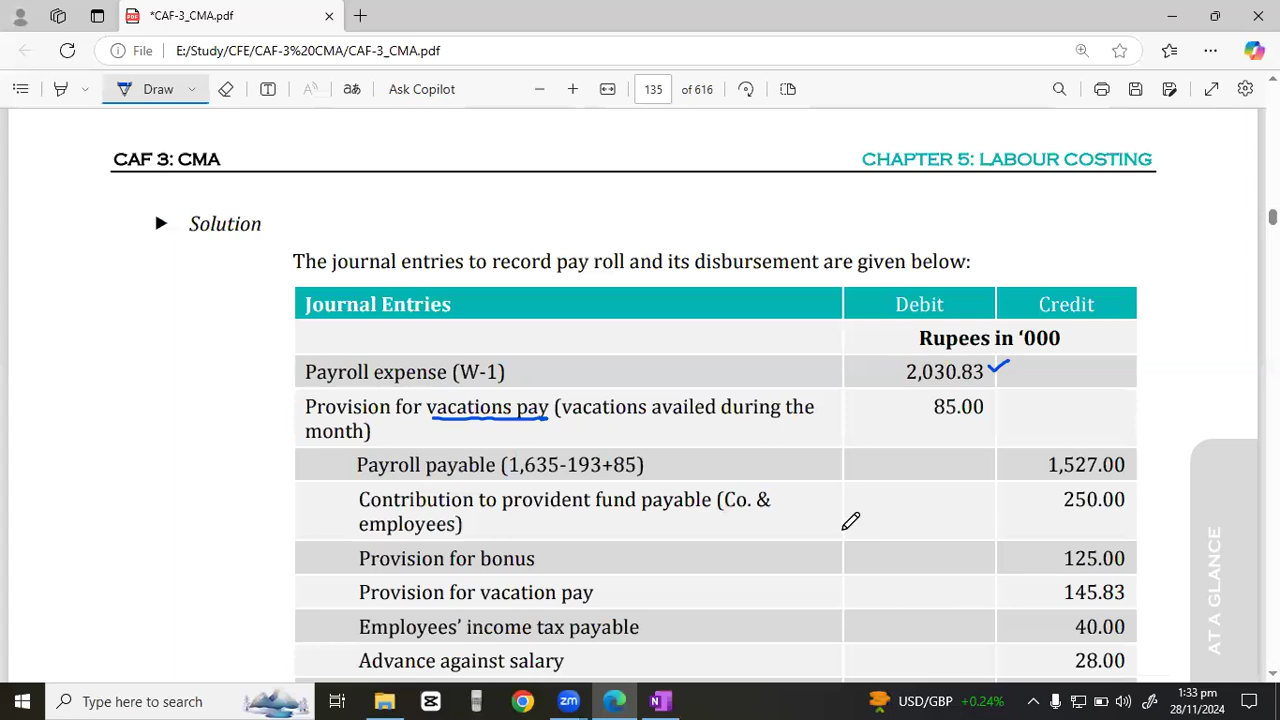 *CAF-3_CMA.pdf
File E:/Study/CFE/CAF-3%20CMA/CAF-3_CMA.pdf
Draw Ask Copilot 135 of 616
CAF 3: CMA CHAPTER 5: LABOUR COSTING
Solution
The journal entries to record pay roll and its disbursement are given below:
Journal Entries Debit Credit
Rupees in ‘000
Payroll expense (W-1) 2,030.83
Provision for vacations pay (vacations availed during the 85.00
month)
Payroll payable (1,635-193+85) 1,527.00
Contribution to provident fund payable (Co. & 250.00
employees)
Provision for bonus 125.00
Provision for vacation pay 145.83
Employees’ income tax payable 40.00
Advance against salary 28.00
AT A GLANCE
Type here to search USD/GBP +0.24% 1:33 pm
28/11/2024